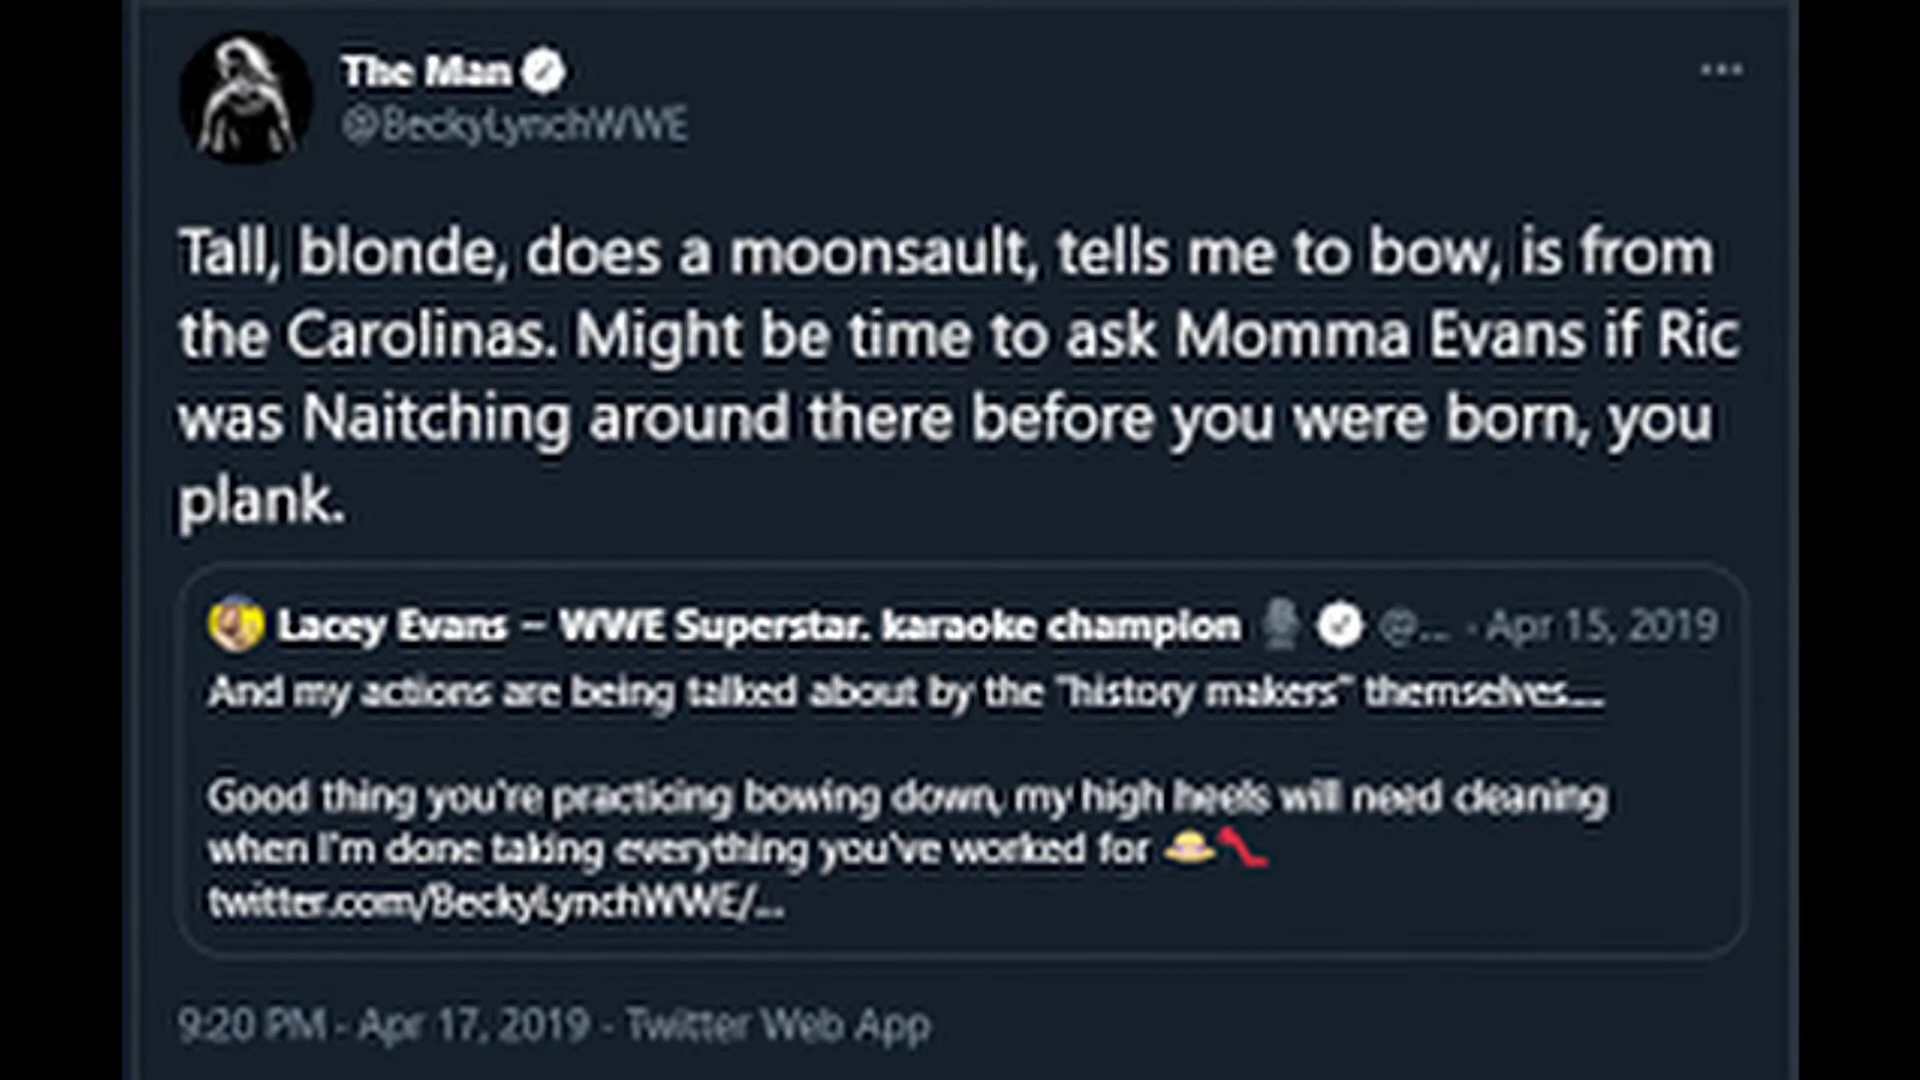 The Man
@BeckyLynchWWE
Tall, blonde, does a moonsault, tells me to bow, is from
the Carolinas. Might be time to ask Momma Evans if Ric
was Naitching around there before you were born, you
plank.
Lacey Evans - WWE Superstar. karaoke champion @... · Apr 15, 2019
And my actions are being talked about by the "history makers" themselves....
Good thing you're practicing bowing down, my high heels will need cleaning
when I'm done taking everything you've worked for 👒👠
twitter.com/BeckyLynchWWE/...
9:20 PM · Apr 17, 2019 · Twitter Web App